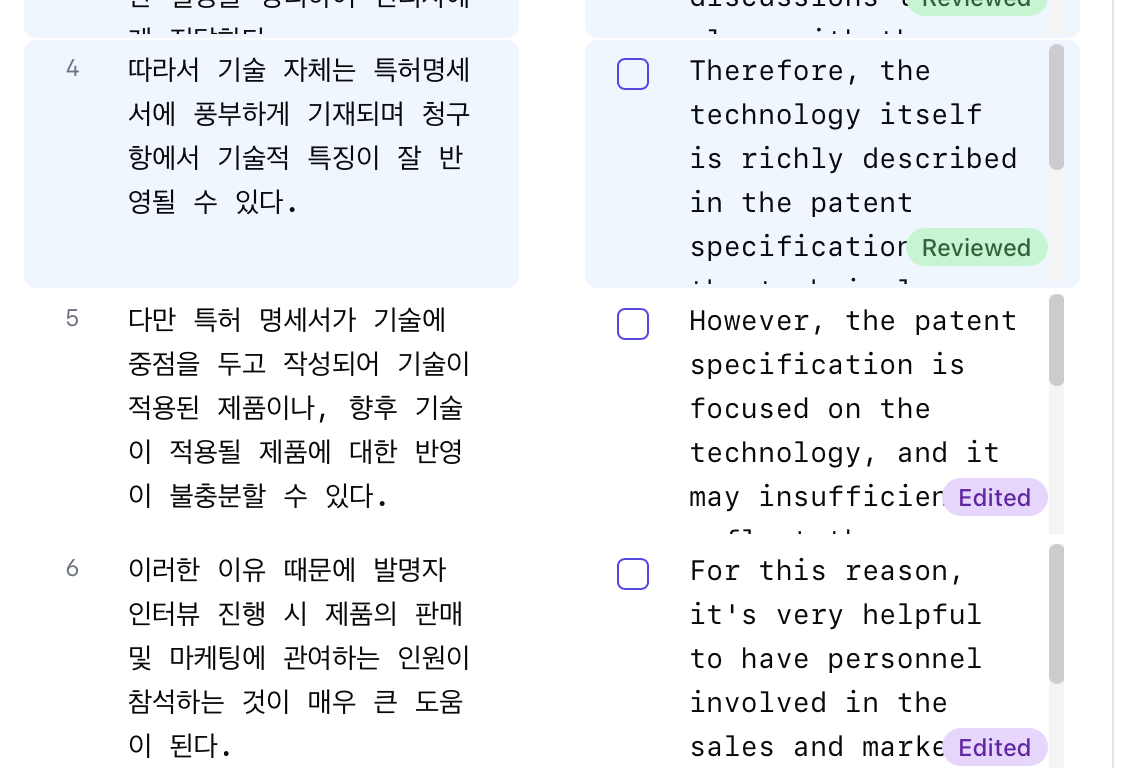 Reviewed
4
따라서 기술 자체는 특허명세
서에 풍부하게 기재되며 청구
항에서 기술적 특징이 잘 반
영될 수 있다.
Therefore, the
technology itself
is richly described
in the patent
specification
Reviewed
5
다만 특허 명세서가 기술에
중점을 두고 작성되어 기술이
적용된 제품이나, 향후 기술
이 적용될 제품에 대한 반영
이 불충분할 수 있다.
However, the patent
specification is
focused on the
technology, and it
may insufficien
Edited
6
이러한 이유 때문에 발명자
인터뷰 진행 시 제품의 판매
및 마케팅에 관여하는 인원이
참석하는 것이 매우 큰 도움
이 된다.
For this reason,
it's very helpful
to have personnel
involved in the
sales and marke
Edited